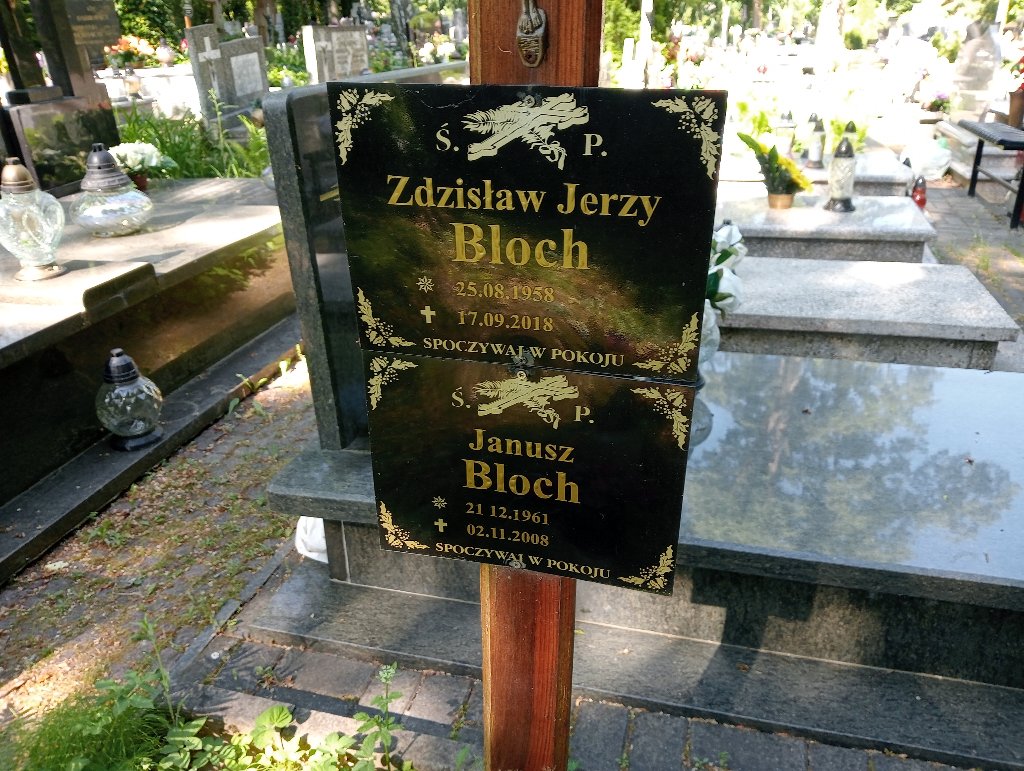 Ś. P.
Zdzisław Jerzy
Bloch
25.08.1958
17.09.2018
SPOCZYWAJ W POKOJU
Ś. P.
Janusz
Bloch
21 12.1961
02.11.2008
SPOCZYWAJ W POKOJU